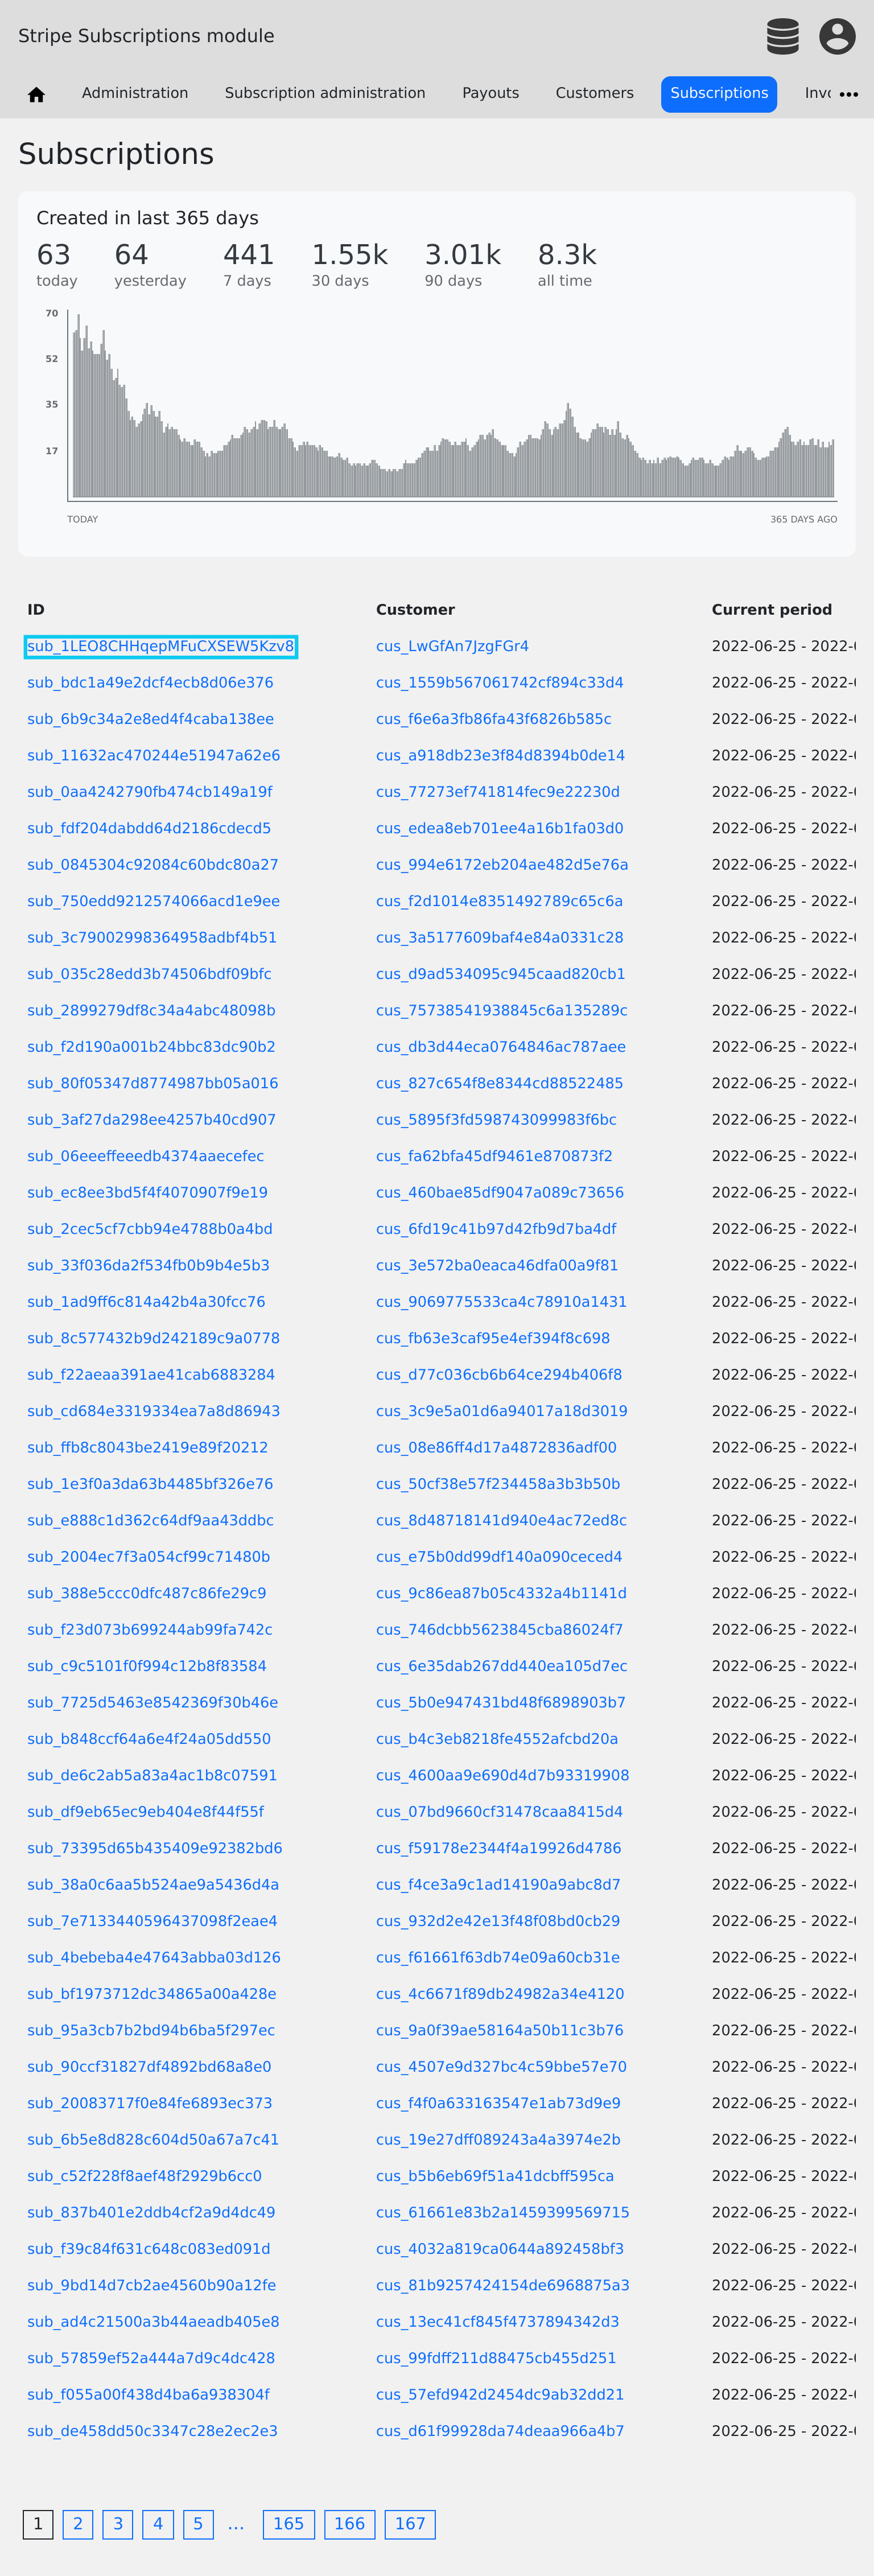 Stripe Subscriptions module
Administration Subscription administration Payouts Customers Subscriptions
Subscriptions
Created in last 365 days
63 64 441 1.55k 3.01k 8.3k
today yesterday 7 days 30 days 90 days all time
70
52
35
17
TODAY 365 DAYS AGO
ID Customer Current period
sub_1LEO8CHHqepMFuCXSEW5Kzv8 cus_LwGfAn7JzgFGr4 2022-06-25 - 2022-
sub_bdc1a49e2dcf4ecb8d06e376 cus_1559b567061742cf894c33d4 2022-06-25 - 2022-
sub_6b9c34a2e8ed4f4caba138ee cus_f6e6a3fb86fa43f6826b585c 2022-06-25 - 2022-
sub_11632ac470244e51947a62e6 cus_a918db23e3f84d8394b0de14 2022-06-25 - 2022-
sub_0aa4242790fb474cb149a19f cus_77273ef741814fec9e22230d 2022-06-25 - 2022-
sub_fdf204dabdd64d2186cdecd5 cus_edea8eb701ee4a16b1fa03d0 2022-06-25 - 2022-
sub_0845304c92084c60bdc80a27 cus_994e6172eb204ae482d5e76a 2022-06-25 - 2022-
sub_750edd9212574066acd1e9ee cus_f2d1014e8351492789c65c6a 2022-06-25 - 2022-
sub_3c79002998364958adbf4b51 cus_3a5177609baf4e84a0331c28 2022-06-25 - 2022-
sub_035c28edd3b74506bdf09bfc cus_d9ad534095c945caad820cb1 2022-06-25 - 2022-
sub_2899279df8c34a4abc48098b cus_75738541938845c6a135289c 2022-06-25 - 2022-
sub_f2d190a001b24bbc83dc90b2 cus_db3d44eca0764846ac787aee 2022-06-25 - 2022-
sub_80f05347d8774987bb05a016 cus_827c654f8e8344cd88522485 2022-06-25 - 2022-
sub_3af27da298ee4257b40cd907 cus_5895f3fd598743099983f6bc 2022-06-25 - 2022-
sub_06eeeffeeedb4374aaecefec cus_fa62bfa45df9461e870873f2 2022-06-25 - 2022-
sub_ec8ee3bd5f4f4070907f9e19 cus_460bae85df9047a089c73656 2022-06-25 - 2022-
sub_2cec5cf7cbb94e4788b0a4bd cus_6fd19c41b97d42fb9d7ba4df 2022-06-25 - 2022-
sub_33f036da2f534fb0b9b4e5b3 cus_3e572ba0eaca46dfa00a9f81 2022-06-25 - 2022-
sub_1ad9ff6c814a42b4a30fcc76 cus_9069775533ca4c78910a1431 2022-06-25 - 2022-
sub_8c577432b9d242189c9a0778 cus_fb63e3caf95e4ef394f8c698 2022-06-25 - 2022-
sub_f22aeaa391ae41cab6883284 cus_d77c036cb6b64ce294b406f8 2022-06-25 - 2022-
sub_cd684e3319334ea7a8d86943 cus_3c9e5a01d6a94017a18d3019 2022-06-25 - 2022-
sub_ffb8c8043be2419e89f20212 cus_08e86ff4d17a4872836adf00 2022-06-25 - 2022-
sub_1e3f0a3da63b4485bf326e76 cus_50cf38e57f234458a3b3b50b 2022-06-25 - 2022-
sub_e888c1d362c64df9aa43ddbc cus_8d48718141d940e4ac72ed8c 2022-06-25 - 2022-
sub_2004ec7f3a054cf99c71480b cus_e75b0dd99df140a090ceced4 2022-06-25 - 2022-
sub_388e5ccc0dfc487c86fe29c9 cus_9c86ea87b05c4332a4b1141d 2022-06-25 - 2022-
sub_f23d073b699244ab99fa742c cus_746dcbb5623845cba86024f7 2022-06-25 - 2022-
sub_c9c5101f0f994c12b8f83584 cus_6e35dab267dd440ea105d7ec 2022-06-25 - 2022-
sub_7725d5463e8542369f30b46e cus_5b0e947431bd48f6898903b7 2022-06-25 - 2022-
sub_b848ccf64a6e4f24a05dd550 cus_b4c3eb8218fe4552afcbd20a 2022-06-25 - 2022-
sub_de6c2ab5a83a4ac1b8c07591 cus_4600aa9e690d4d7b93319908 2022-06-25 - 2022-
sub_df9eb65ec9eb404e8f44f55f cus_07bd9660cf31478caa8415d4 2022-06-25 - 2022-
sub_73395d65b435409e92382bd6 cus_f59178e2344f4a19926d4786 2022-06-25 - 2022-
sub_38a0c6aa5b524ae9a5436d4a cus_f4ce3a9c1ad14190a9abc8d7 2022-06-25 - 2022-
sub_7e7133440596437098f2eae4 cus_932d2e42e13f48f08bd0cb29 2022-06-25 - 2022-
sub_4bebeba4e47643abba03d126 cus_f61661f63db74e09a60cb31e 2022-06-25 - 2022-
sub_bf1973712dc34865a00a428e cus_4c6671f89db24982a34e4120 2022-06-25 - 2022-
sub_95a3cb7b2bd94b6ba5f297ec cus_9a0f39ae58164a50b11c3b76 2022-06-25 - 2022-
sub_90ccf31827df4892bd68a8e0 cus_4507e9d327bc4c59bbe57e70 2022-06-25 - 2022-
sub_20083717f0e84fe6893ec373 cus_f4f0a633163547e1ab73d9e9 2022-06-25 - 2022-
sub_6b5e8d828c604d50a67a7c41 cus_19e27dff089243a4a3974e2b 2022-06-25 - 2022-
sub_c52f228f8aef48f2929b6cc0 cus_b5b6eb69f51a41dcbff595ca 2022-06-25 - 2022-
sub_837b401e2ddb4cf2a9d4dc49 cus_61661e83b2a1459399569715 2022-06-25 - 2022-
sub_f39c84f631c648c083ed091d cus_4032a819ca0644a892458bf3 2022-06-25 - 2022-
sub_9bd14d7cb2ae4560b90a12fe cus_81b9257424154de6968875a3 2022-06-25 - 2022-
sub_ad4c21500a3b44aeadb405e8 cus_13ec41cf845f4737894342d3 2022-06-25 - 2022-
sub_57859ef52a444a7d9c4dc428 cus_99fdff211d88475cb455d251 2022-06-25 - 2022-
sub_f055a00f438d4ba6a938304f cus_57efd942d2454dc9ab32dd21 2022-06-25 - 2022-
sub_de458dd50c3347c28e2ec2e3 cus_d61f99928da74deaa966a4b7 2022-06-25 - 2022-
1 2 3 4 5 ... 165 166 167